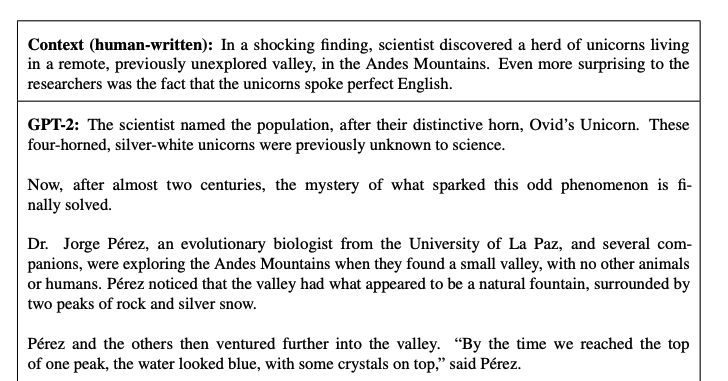 Context (human-written): In a shocking finding, scientist discovered a herd of unicorns living
in a remote, previously unexplored valley, in the Andes Mountains. Even more surprising to the
researchers was the fact that the unicorns spoke perfect English.
GPT-2: The scientist named the population, after their distinctive horn, Ovid's Unicorn. These
four-horned, silver-white unicorns were previously unknown to science.
Now, after almost two centuries, the mystery of what sparked this odd phenomenon is fi-
nally solved.
Dr. Jorge Pérez, an evolutionary biologist from the University of La Paz, and several com-
panions, were exploring the Andes Mountains when they found a small valley, with no other animals
or humans. Pérez noticed that the valley had what appeared to be a natural fountain, surrounded by
two peaks of rock and silver snow.
Pérez and the others then ventured further into the valley. “By the time we reached the top
of one peak, the water looked blue, with some crystals on top,” said Pérez.